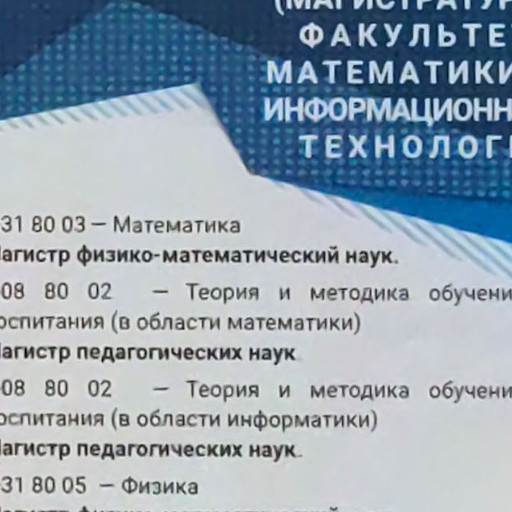 (МАГИСТРАТУР
ФАКУЛЬТЕ
МАТЕМАТИКИ
ИНФОРМАЦИОНН
ТЕХНОЛОГ
31 80 03 – Математика
агистр физико-математический наук.
08 80 02 – Теория и методика обучени
оспитания (в области математики)
агистр педагогических наук
08 80 02 – Теория и методика обучени
оспитания (в области информатики)
агистр педагогических наук.
31 80 05 – Физика